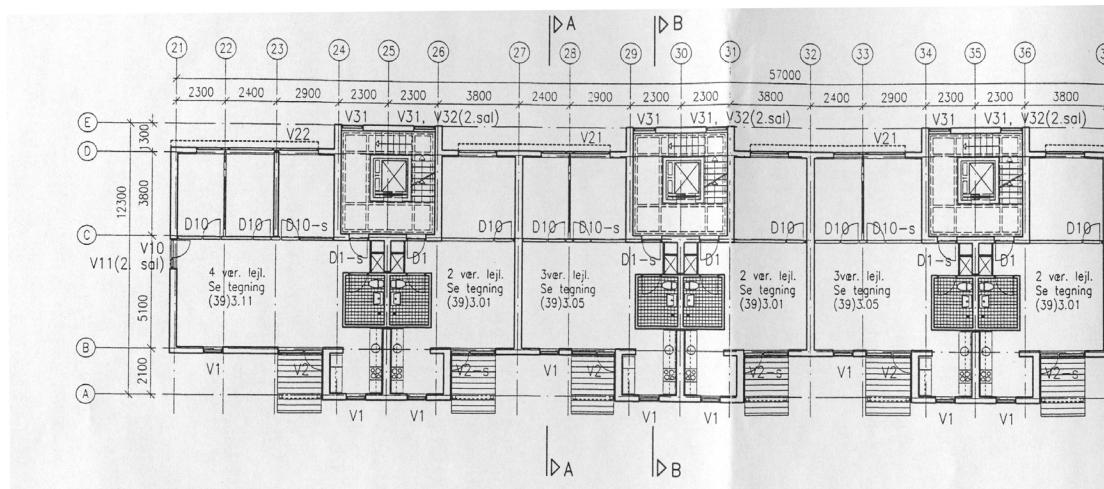 A B
21 22 23 24 25 26 27 28 29 30 31 32 33 34 35 36
57000
2300 2400 2900 2300 2300 3800 2400 2900 2300 2300 3800 2400 2900 2300 2300 3800
E
V31 V31, V32(2.sal) V31 V31, V32(2.sal) V31 V31, V32(2.sal)
1300
V22 V21 V21
D
12300
3800
D10 D10 D10-s D10 D10 D10-s D10 D10 D10-s D10
C
V10
V11(2. sal)
D1-s D1 D1-s D1 D1-s D1
4 vær. lejl.
Se tegning
(39)3.11
2 vær. lejl.
Se tegning
(39)3.01
3vær. lejl.
Se tegning
(39)3.05
2 vær. lejl.
Se tegning
(39)3.01
3vær. lejl.
Se tegning
(39)3.05
2 vær. lejl.
Se tegning
(39)3.01
5100
B
2100
V1 V2 V2-s V1 V2 V2-s V1 V2 V2-s
A
V1 V1 V1 V1 V1 V1
A B